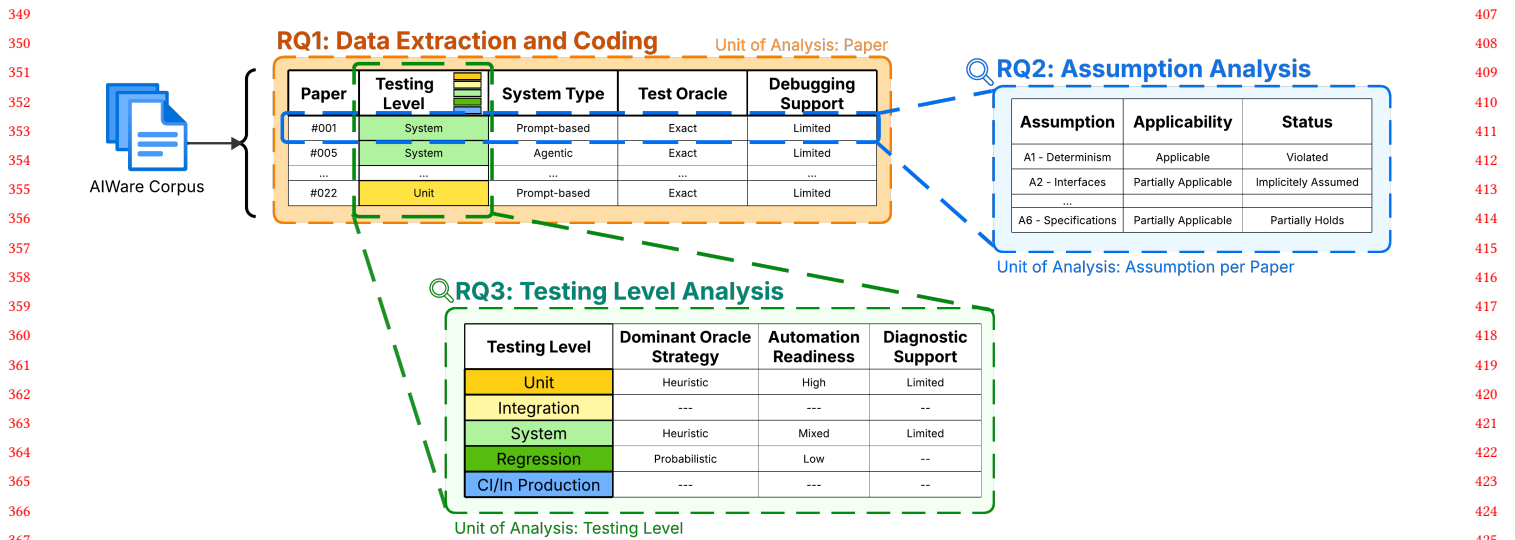 349
350
351
352
353
354
355
356
357
358
359
360
361
362
363
364
365
366
367
AIWare Corpus
RQ1: Data Extraction and Coding
Unit of Analysis: Paper
Paper Testing Level System Type Test Oracle Debugging Support
#001 System Prompt-based Exact Limited
#005 System Agentic Exact Limited
... ... ... ... ...
#022 Unit Prompt-based Exact Limited
RQ2: Assumption Analysis
Assumption Applicability Status
A1 - Determinism Applicable Violated
A2 - Interfaces Partially Applicable Implicitely Assumed
...
A6 - Specifications Partially Applicable Partially Holds
Unit of Analysis: Assumption per Paper
RQ3: Testing Level Analysis
Testing Level Dominant Oracle Strategy Automation Readiness Diagnostic Support
Unit Heuristic High Limited
Integration --- --- --
System Heuristic Mixed Limited
Regression Probabilistic Low --
CI/In Production --- --- --
Unit of Analysis: Testing Level
407
408
409
410
411
412
413
414
415
416
417
418
419
420
421
422
423
424
425